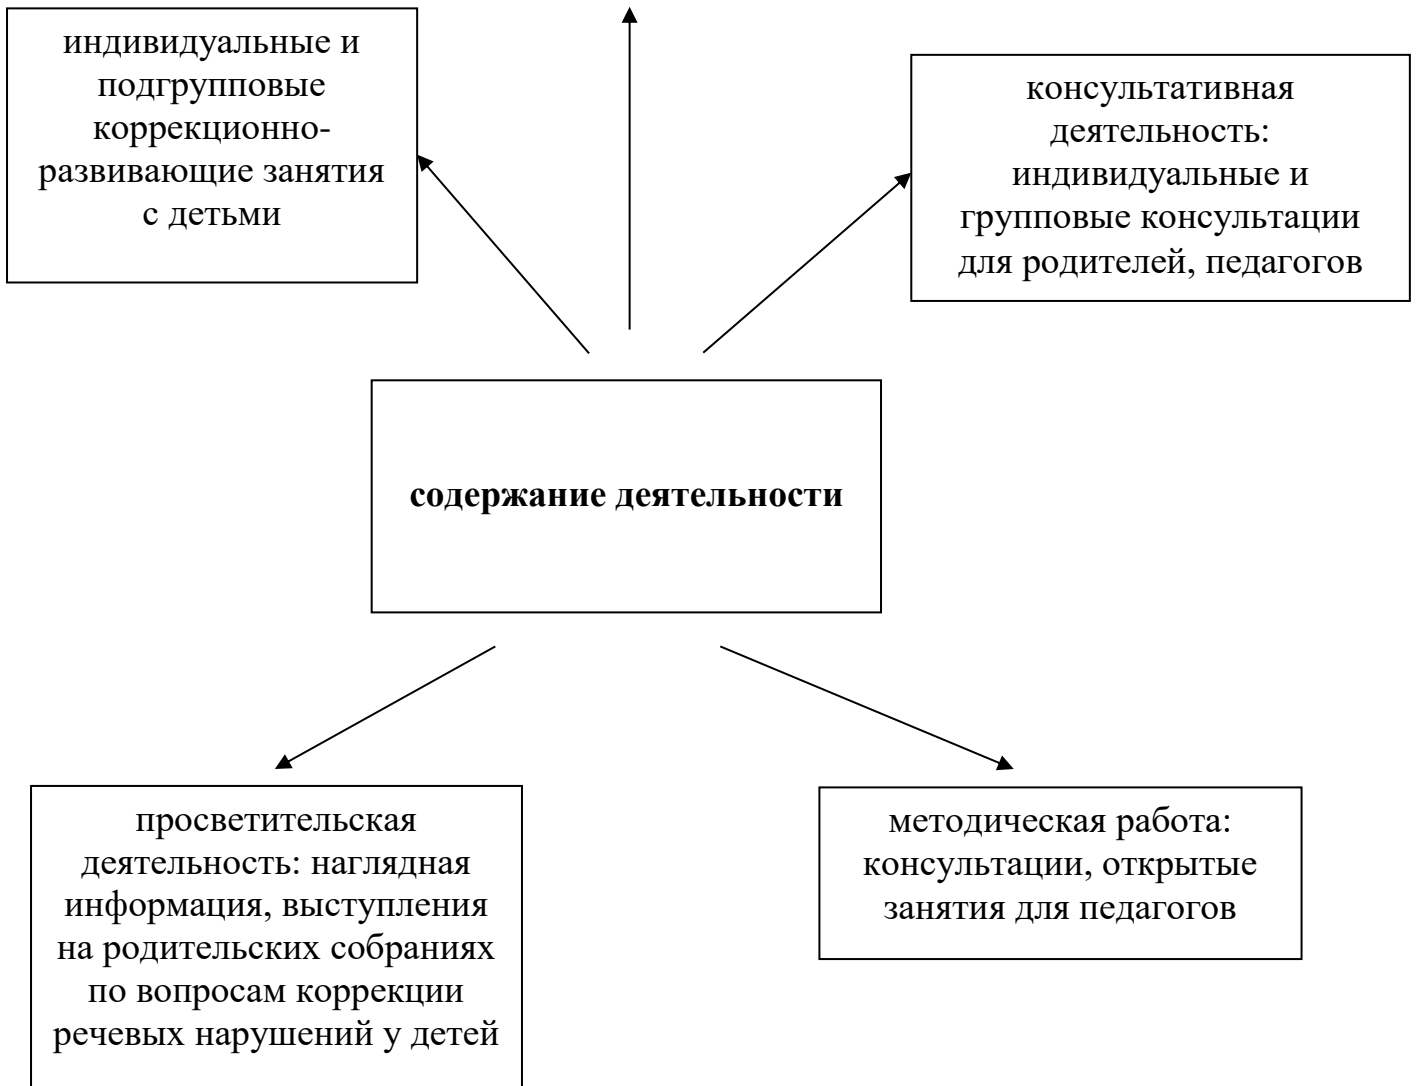 индивидуальные и
подгрупповые
коррекционно-
развивающие занятия
с детьми
консультативная
деятельность:
индивидуальные и
групповые консультации
для родителей, педагогов
содержание деятельности
просветительская
деятельность: наглядная
информация, выступления
на родительских собраниях
по вопросам коррекции
речевых нарушений у детей
методическая работа:
консультации, открытые
занятия для педагогов